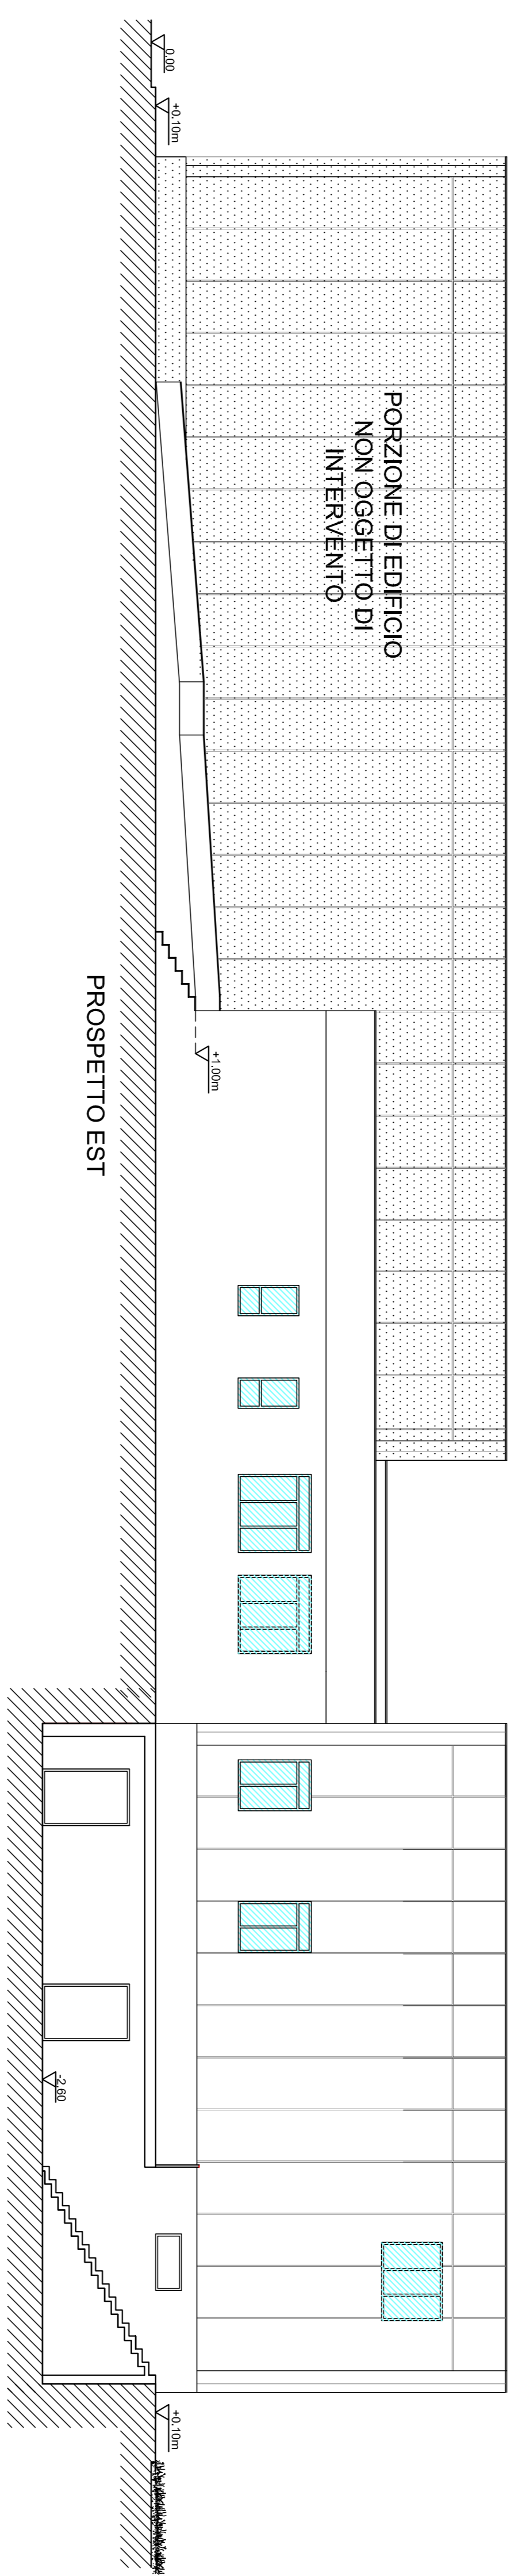 0.00
+0.10m
PORZIONE DI EDIFICIO
NON OGGETTO DI
INTERVENTO
+1.00m
-2,60
+0.10m
PROSPETTO EST